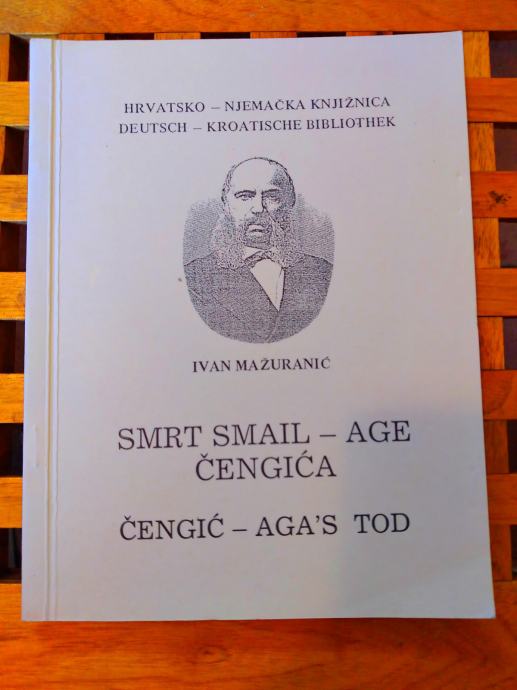 HRVATSKO – NJEMAČKA KNJIŽNICA
DEUTSCH – KROATISCHE BIBLIOTHEK
IVAN MAŽURANIĆ
SMRT SMAIL – AGE
ČENGIĆA
ČENGIĆ – AGA'S TOD